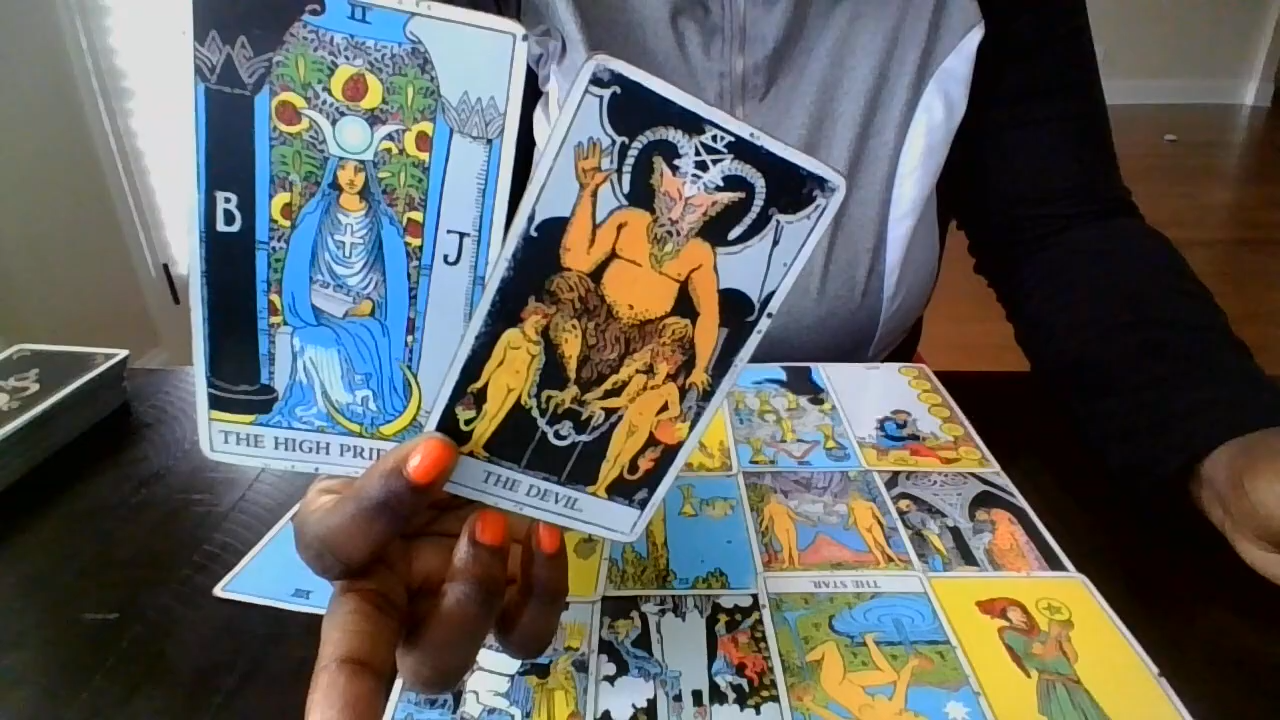 II
B
J
THE HIGH PRI
THE DEVIL
THE STAR